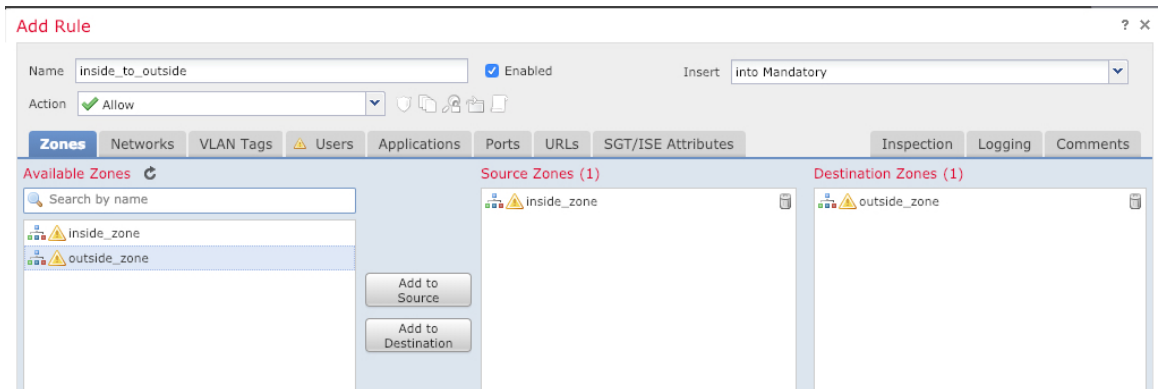 Add Rule
? ×
Name inside_to_outside Enabled Insert into Mandatory
Action Allow
Zones Networks VLAN Tags Users Applications Ports URLs SGT/ISE Attributes Inspection Logging Comments
Available Zones Source Zones (1) Destination Zones (1)
Search by name inside_zone outside_zone
inside_zone
outside_zone
Add to
Source
Add to
Destination